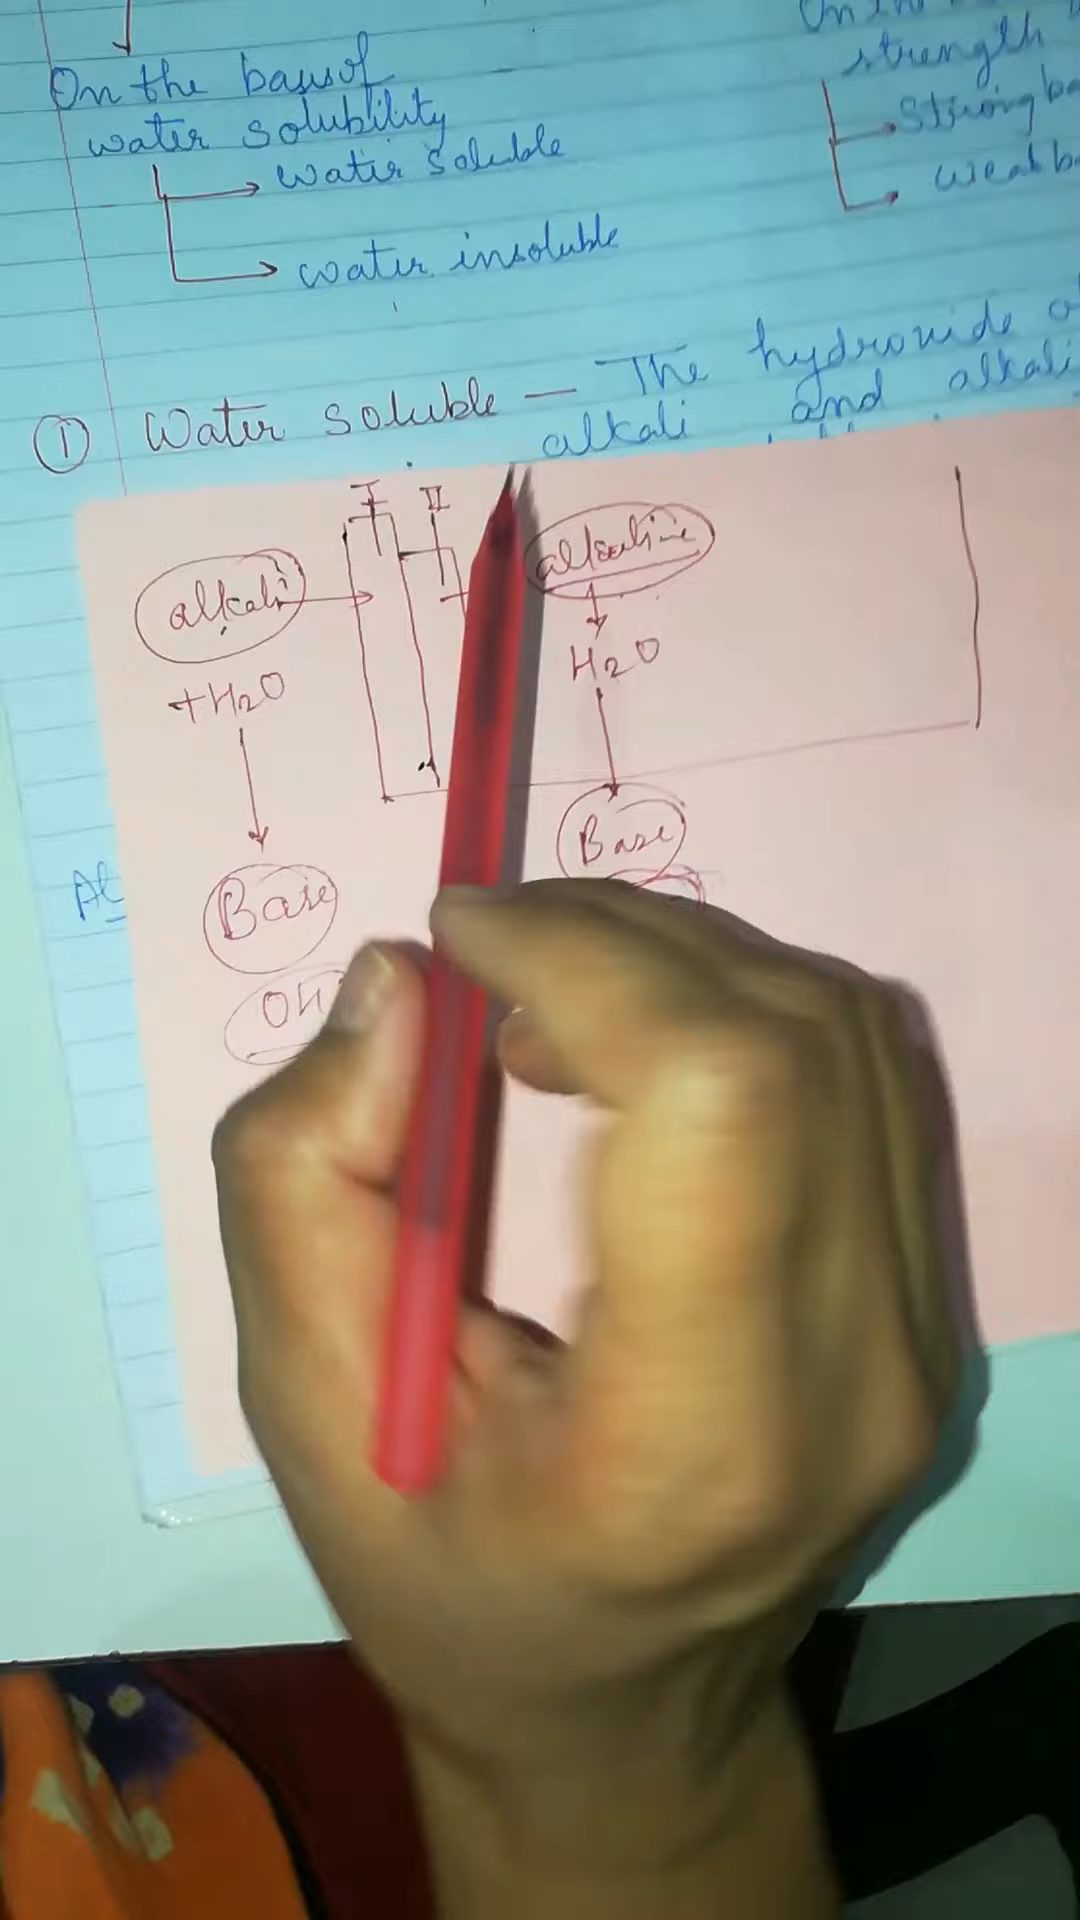 On the basis of
water solubility
water soluble
water insoluble
strength
Strong
weak
① Water soluble — The hydroxide
alkali and alkali
I II
alkali
alkaline
+H2O
H2O
Base
Base
OH